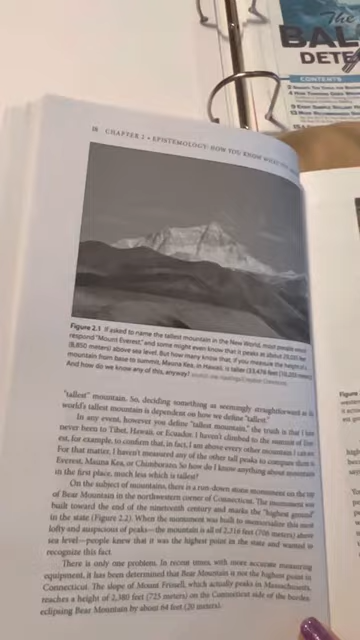 The
BAL
DETE
CONTENTS
26 CHAPTER 2 • EPISTEMOLOGY: HOW YOU KNOW WHAT YOU
Figure 2.1 If asked to name the tallest mountain in the New World, most people would
respond "Mount Everest," and some might even know that it peaks at about 29,035 feet
(8,850 meters) above sea level. But how many know that, if you measure the height of a
mountain from base to summit, Mauna Kea, in Hawaii, is taller (33,476 feet [10,203 meters])
And how do we know any of this, anyway?
"tallest" mountain. So, deciding something as seemingly straightforward as the
world's tallest mountain is dependent on how we define "tallest."
In any event, however you define "tallest mountain," the truth is that I have
never been to Tibet, Hawaii, or Ecuador. I haven't climbed to the summit of Ever-
est, for example, to confirm that, in fact, I am above every other mountain I can see.
For that matter, I haven't measured any of the other tall peaks to compare them to
Everest, Mauna Kea, or Chimborazo. So how do I know anything about mountains
in the first place, much less which is tallest?
On the subject of mountains, there is a run-down stone monument on the top
of Bear Mountain in the northwestern corner of Connecticut. The monument was
built toward the end of the nineteenth century and marks the "highest ground"
in the state (Figure 2.2). When the monument was built to memorialize this most
lofty and auspicious of peaks—the mountain is all of 2,316 feet (706 meters) above
sea level—people knew that it was the highest point in the state and wanted to
recognize this fact.
There is only one problem. In recent times, with more accurate measuring
equipment, it has been determined that Bear Mountain is not the highest point in
Connecticut. The slope of Mount Frissell, which actually peaks in Massachusetts,
reaches a height of 2,380 feet (725 meters) on the Connecticut side of the border,
eclipsing Bear Mountain by about 64 feet (20 meters).
Figure